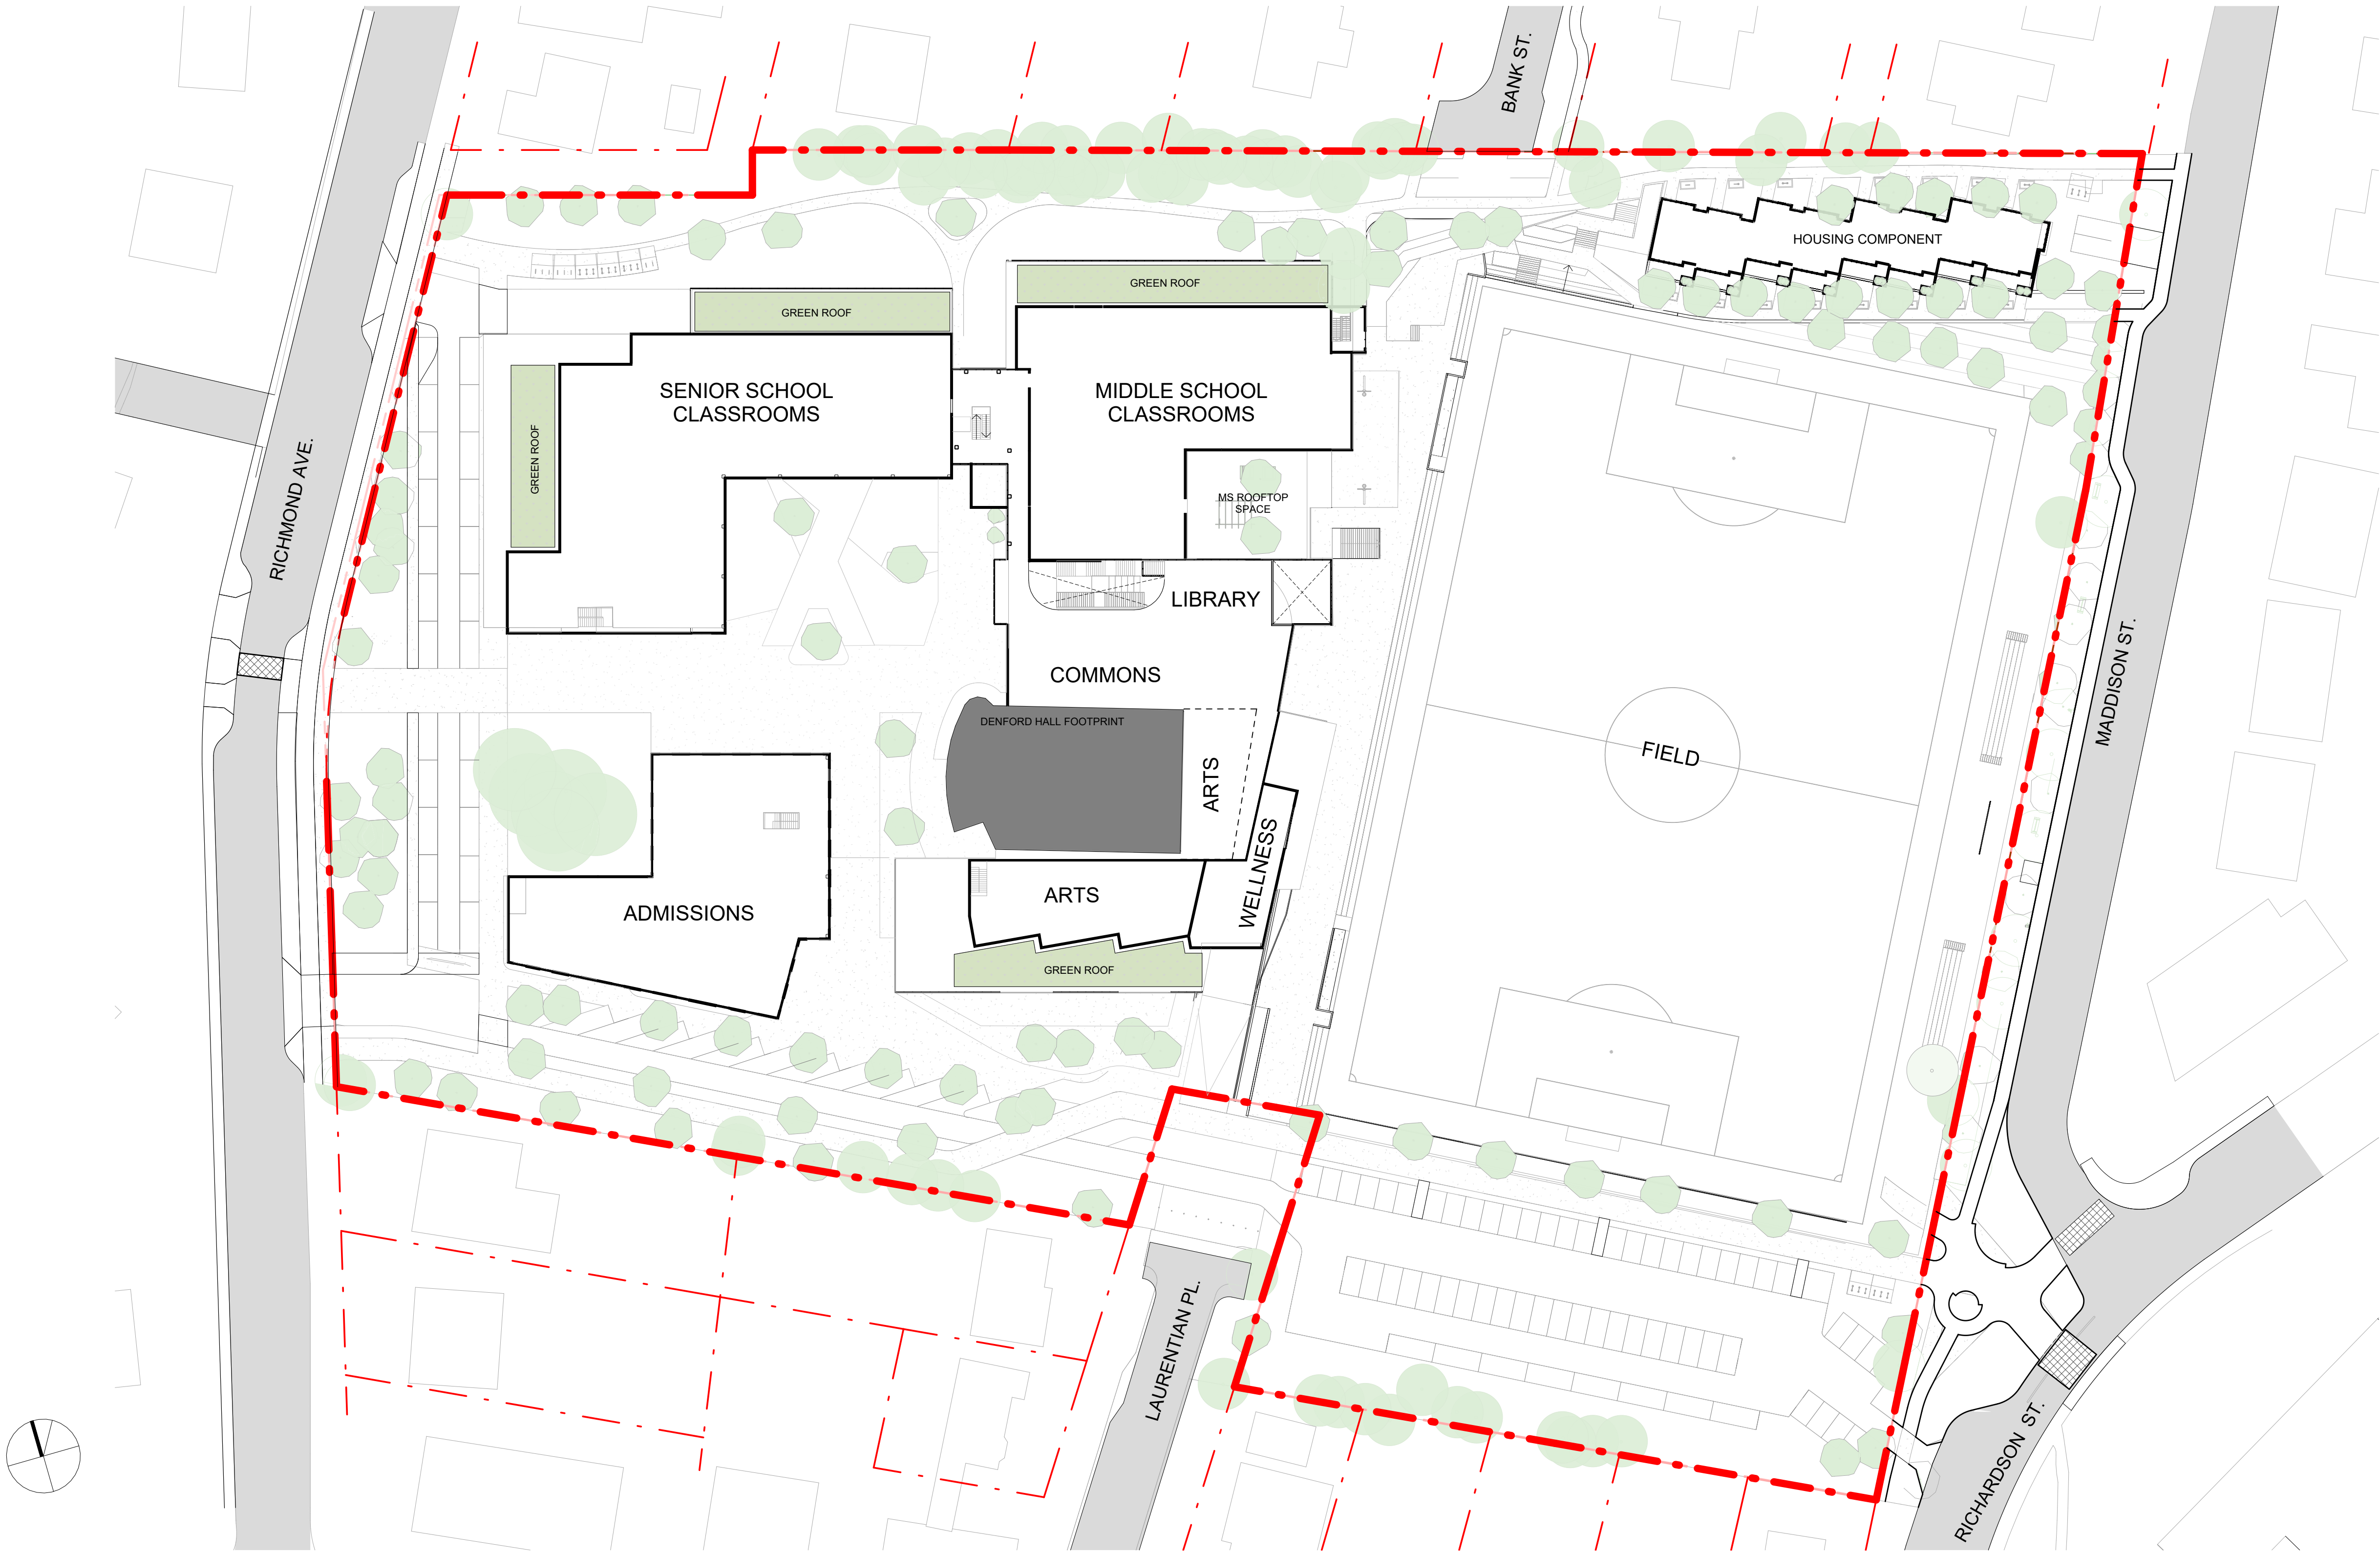 BANK ST.
HOUSING COMPONENT
GREEN ROOF
GREEN ROOF
SENIOR SCHOOL
CLASSROOMS
MIDDLE SCHOOL
CLASSROOMS
GREEN ROOF
RICHMOND AVE.
MS ROOFTOP
SPACE
LIBRARY
COMMONS
MADDISON ST.
DENFORD HALL FOOTPRINT
FIELD
ARTS
WELLNESS
ARTS
ADMISSIONS
GREEN ROOF
LAURENTIAN PL.
RICHARDSON ST.